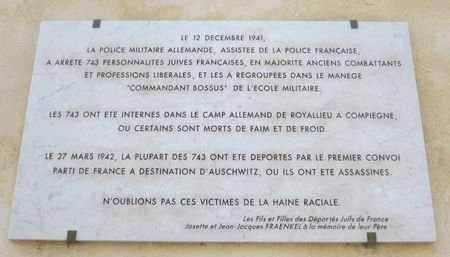 LE 12 DECEMBRE 1941,
LA POLICE MILITAIRE ALLEMANDE, ASSISTEE DE LA POLICE FRANÇAISE,
A ARRETE 743 PERSONNALITES JUIVES FRANÇAISES, EN MAJORITE ANCIENS COMBATTANTS
ET PROFESSIONS LIBERALES, ET LES A REGROUPEES DANS LE MANEGE
"COMMANDANT BOSSUS" DE L'ECOLE MILITAIRE.
LES 743 ONT ETE INTERNES DANS LE CAMP ALLEMAND DE ROYALLIEU A COMPIEGNE,
OU CERTAINS SONT MORTS DE FAIM ET DE FROID.
LE 27 MARS 1942, LA PLUPART DES 743 ONT ETE DEPORTES PAR LE PREMIER CONVOI
PARTI DE FRANCE A DESTINATION D'AUSCHWITZ, OU ILS ONT ETE ASSASSINES.
N'OUBLIONS PAS CES VICTIMES DE LA HAINE RACIALE.
Les Fils et Filles des Déportés Juifs de France
Josette et Jean-Jacques FRAENKEL à la mémoire de leur Père